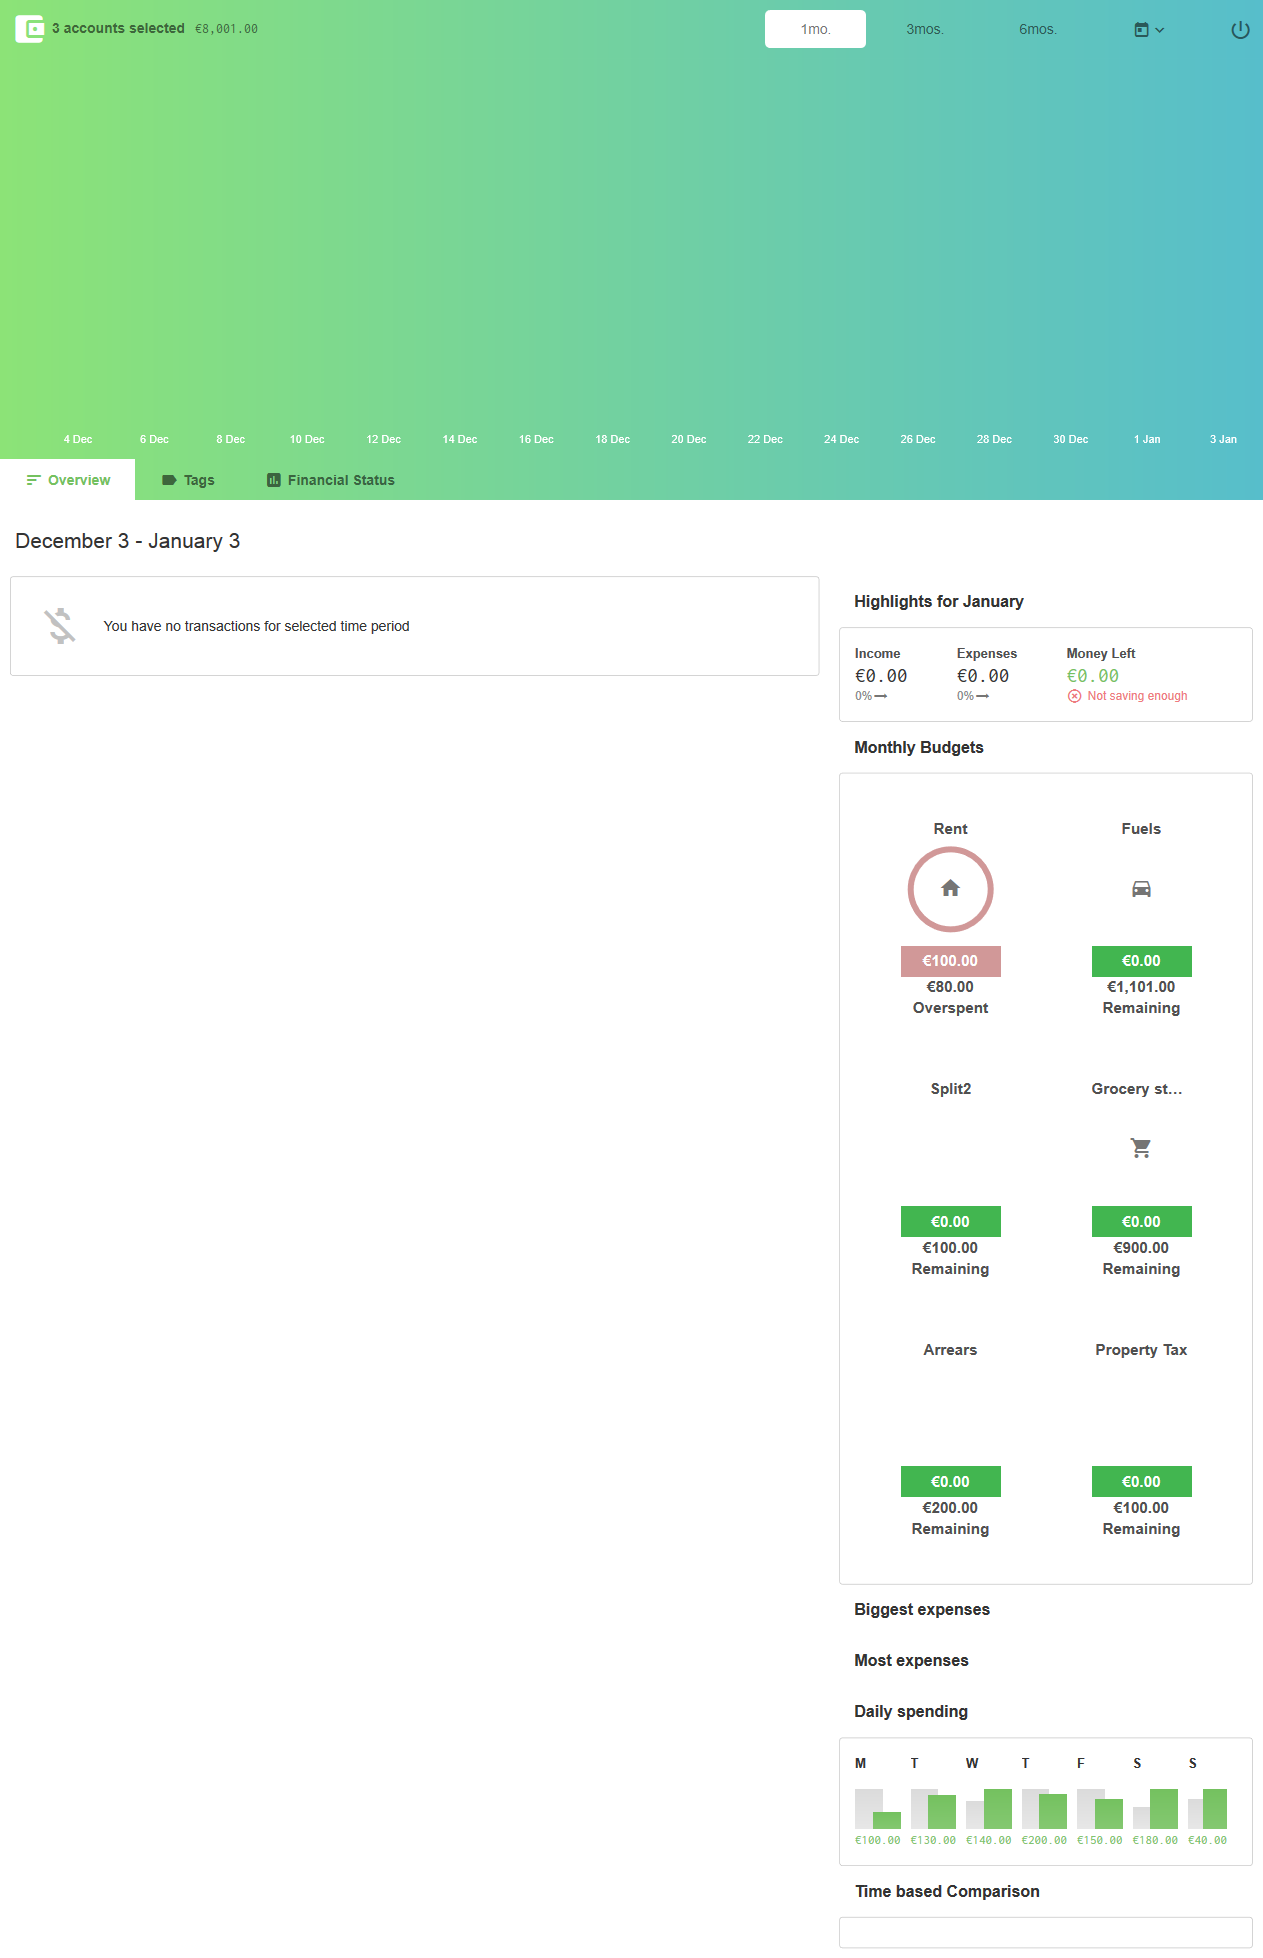 3 accounts selected €8,001.00
1mo. 3mos. 6mos.
4 Dec 6 Dec 8 Dec 10 Dec 12 Dec 14 Dec 16 Dec 18 Dec 20 Dec 22 Dec 24 Dec 26 Dec 28 Dec 30 Dec 1 Jan 3 Jan
Overview Tags Financial Status
December 3 - January 3
You have no transactions for selected time period
Highlights for January
Income Expenses Money Left
€0.00 €0.00 €0.00
0% 0% Not saving enough
Monthly Budgets
Rent Fuels
€100.00 €0.00
€80.00 €1,101.00
Overspent Remaining
Split2 Grocery st...
€0.00 €0.00
€100.00 €900.00
Remaining Remaining
Arrears Property Tax
€0.00 €0.00
€200.00 €100.00
Remaining Remaining
Biggest expenses
Most expenses
Daily spending
M T W T F S S
€100.00 €130.00 €140.00 €200.00 €150.00 €180.00 €40.00
Time based Comparison